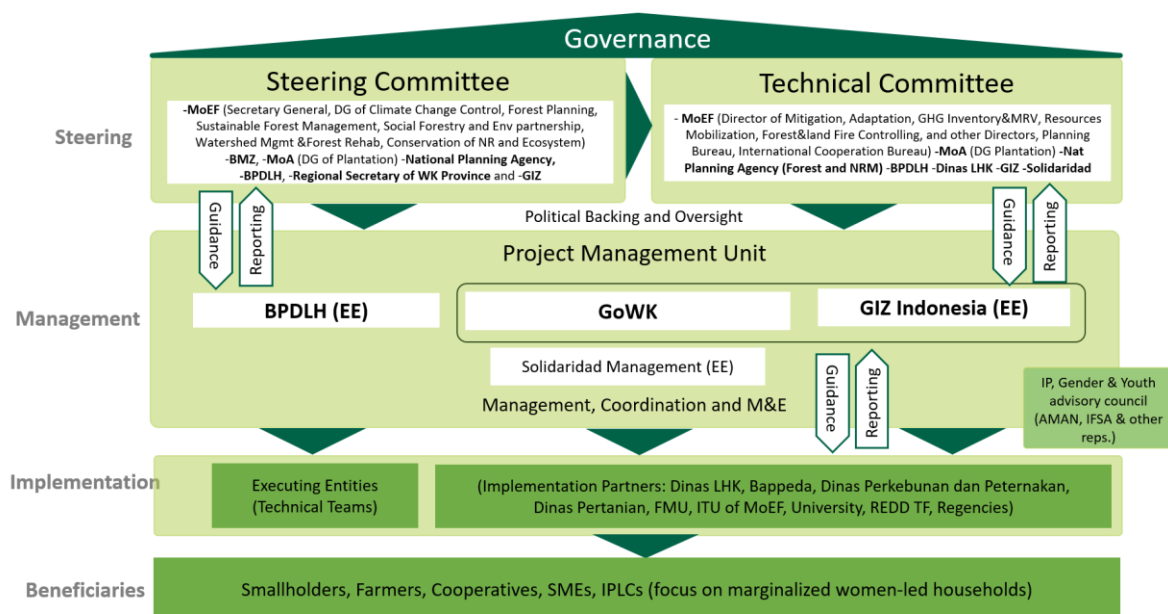 Governance
Steering
Steering Committee
-MoEF (Secretary General, DG of Climate Change Control, Forest Planning,
Sustainable Forest Management, Social Forestry and Env partnership,
Watershed Mgmt &Forest Rehab, Conservation of NR and Ecosystem)
-BMZ, -MoA (DG of Plantation) -National Planning Agency,
-BPDLH, -Regional Secretary of WK Province and -GIZ
Technical Committee
- MoEF (Director of Mitigation, Adaptation, GHG Inventory&MRV, Resources
Mobilization, Forest&land Fire Controlling, and other Directors, Planning
Bureau, International Cooperation Bureau) -MoA (DG Plantation) -Nat
Planning Agency (Forest and NRM) -BPDLH -Dinas LHK -GIZ -Solidaridad
Guidance
Reporting
Political Backing and Oversight
Guidance
Reporting
Management
Project Management Unit
BPDLH (EE)
GoWK
GIZ Indonesia (EE)
Solidaridad Management (EE)
Management, Coordination and M&E
Guidance
Reporting
IP, Gender & Youth
advisory council
(AMAN, IFSA & other
reps.)
Implementation
Executing Entities
(Technical Teams)
(Implementation Partners: Dinas LHK, Bappeda, Dinas Perkebunan dan Peternakan,
Dinas Pertanian, FMU, ITU of MoEF, University, REDD TF, Regencies)
Beneficiaries
Smallholders, Farmers, Cooperatives, SMEs, IPLCs (focus on marginalized women-led households)